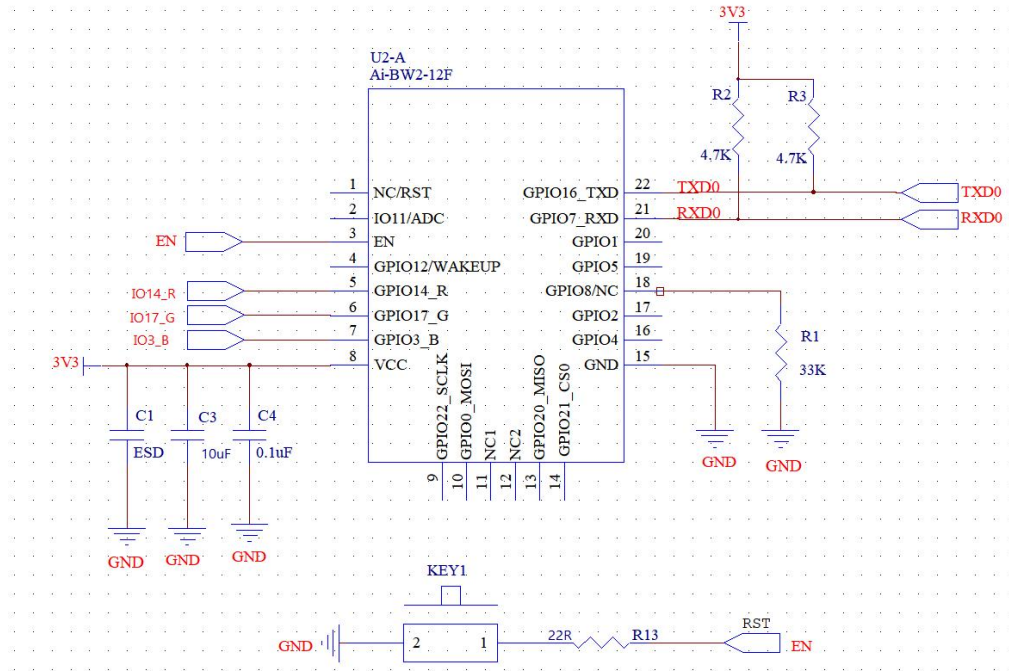 3V3
U2-A
Ai-BW2-12F
R2
R3
4.7K
4.7K
1
NC/RST
GPIO16_TXD
22
TXD0
TXD0
2
IO11/ADC
GPIO7_RXD
21
RXD0
RXD0
EN
3
EN
GPIO1
20
4
GPIO12/WAKEUP
GPIO5
19
IO14_R
5
GPIO14_R
GPIO8/NC
18
IO17_G
6
GPIO17_G
GPIO2
17
IO3_B
7
GPIO3_B
GPIO4
16
R1
33K
3V3
8
VCC
GND
15
GPIO22_SCLK
GPIO0_MOSI
NC1
NC2
GPIO20_MISO
GPIO21_CS0
9
10
11
12
13
14
C1
ESD
C3
10uF
C4
0.1uF
GND
GND
GND
GND
GND
KEY1
GND
2
1
22R
R13
RST
EN